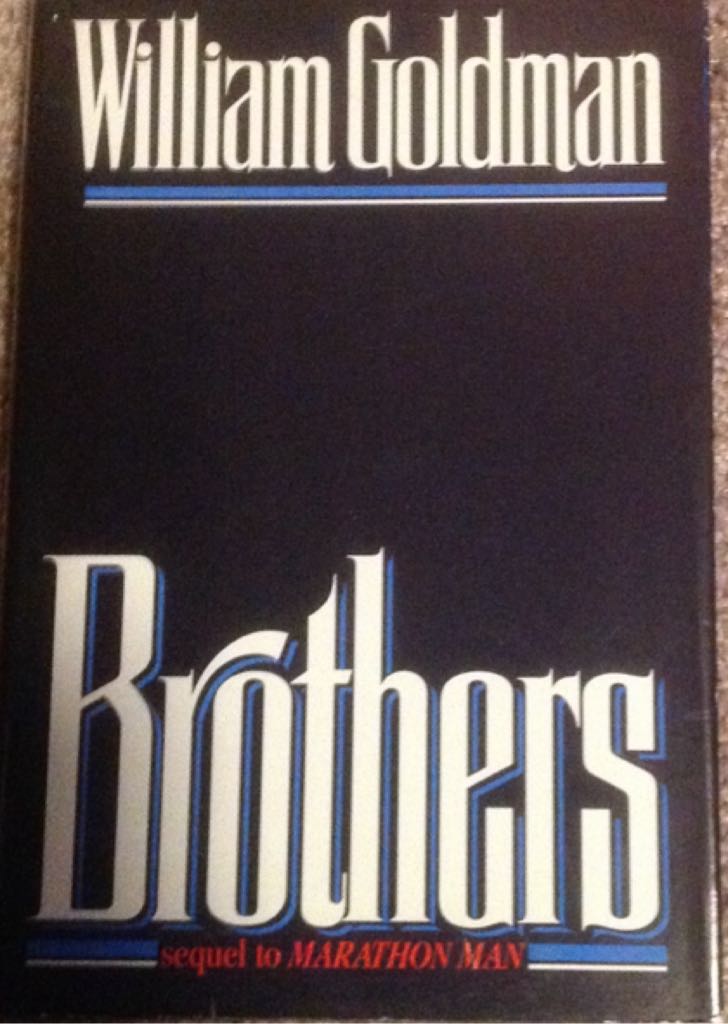 William Goldman
Brothers
sequel to MARATHON MAN